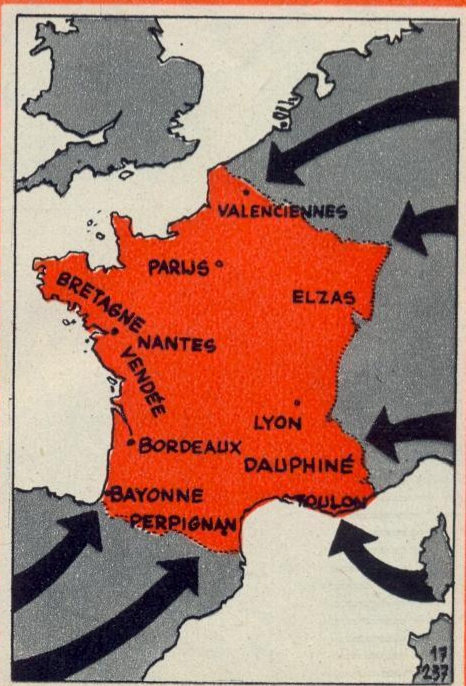 VALENCIENNES
PARIJS
ELZAS
BRETAGNE
NANTES
VENDÉE
LYON
BORDEAUX
DAUPHINÉ
BAYONNE
TOULON
PERPIGNAN
17
237